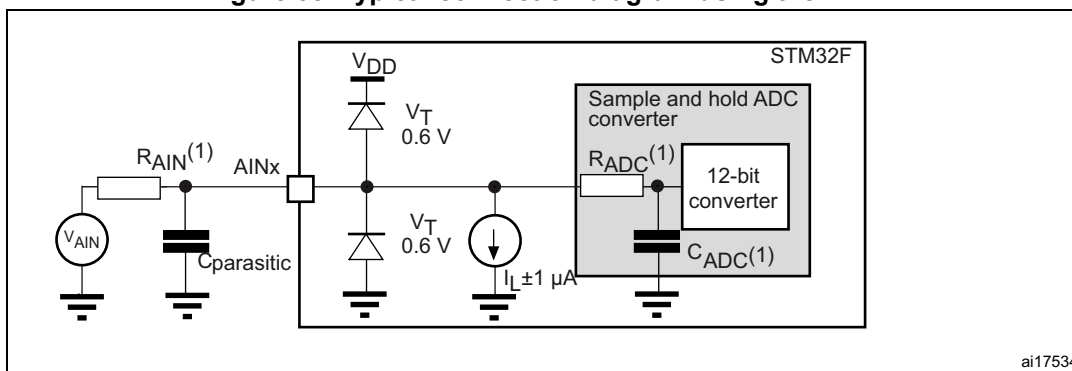 STM32F
VDD
Sample and hold ADC
converter
VT
0.6 V
RAIN(1)
AINx
RADC(1)
12-bit
converter
VAIN
Cparasitic
VT
0.6 V
IL±1 µA
CADC(1)
ai17534